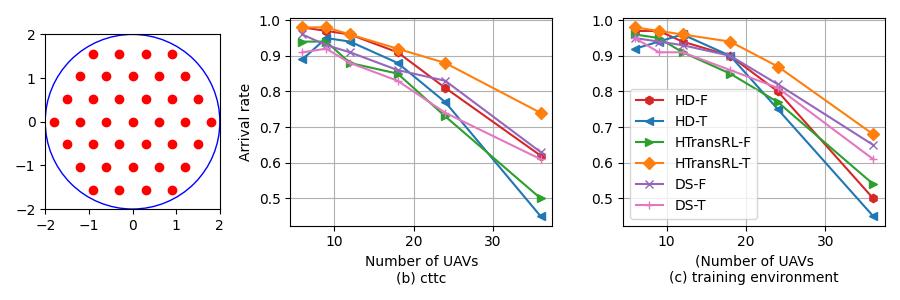 2
1
0
−1
−2
−2 −1 0 1 2
1.0
0.9
0.8
0.7
0.6
0.5
Arrival rate
10 20 30
Number of UAVs
(b) cttc
1.0
0.9
0.8
0.7
0.6
0.5
HD-F
HD-T
HTransRL-F
HTransRL-T
DS-F
DS-T
10 20 30
(Number of UAVs
(c) training environment